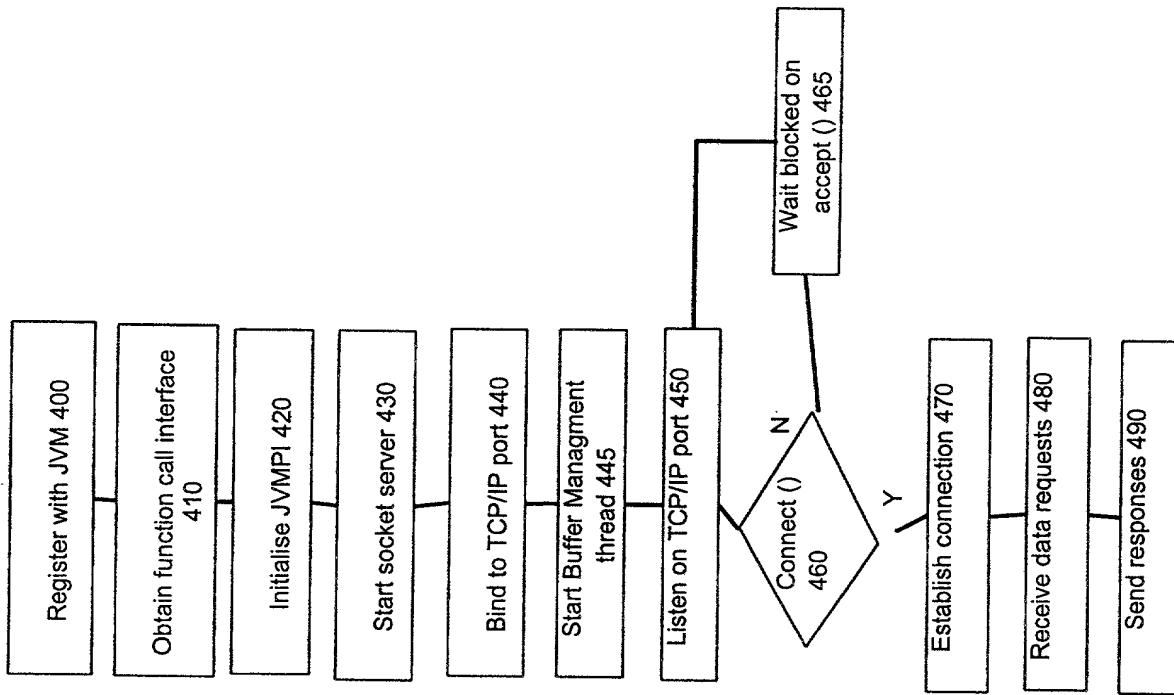 Register with JVM 400
Obtain function call interface
410
Initialise JVMPI 420
Start socket server 430
Bind to TCP/IP port 440
Start Buffer Managment
thread 445
Listen on TCP/IP port 450
Connect ()
460
N
Wait blocked on
accept () 465
Y
Establish connection 470
Receive data requests 480
Send responses 490